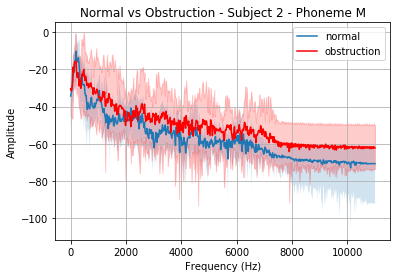 Normal vs Obstruction - Subject 2 - Phoneme M
normal
obstruction
Amplitude
0
−20
−40
−60
−80
−100
0
2000
4000
6000
8000
10000
Frequency (Hz)